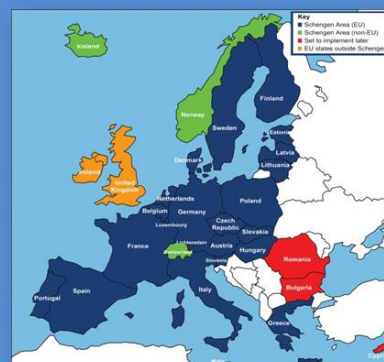 Key
Schengen Area (EU)
Schengen Area (non-EU)
Set to implement later
EU states outside Schengen
Iceland
Norway
Sweden
Finland
Estonia
Latvia
Lithuania
Denmark
Ireland
United
Kingdom
Netherlands
Belgium
Germany
Poland
Luxembourg
Czech
Republic
Slovakia
France
Liechtenstein
Austria
Hungary
Switzerland
Slovenia
Romania
Italy
Bulgaria
Portugal
Spain
Greece